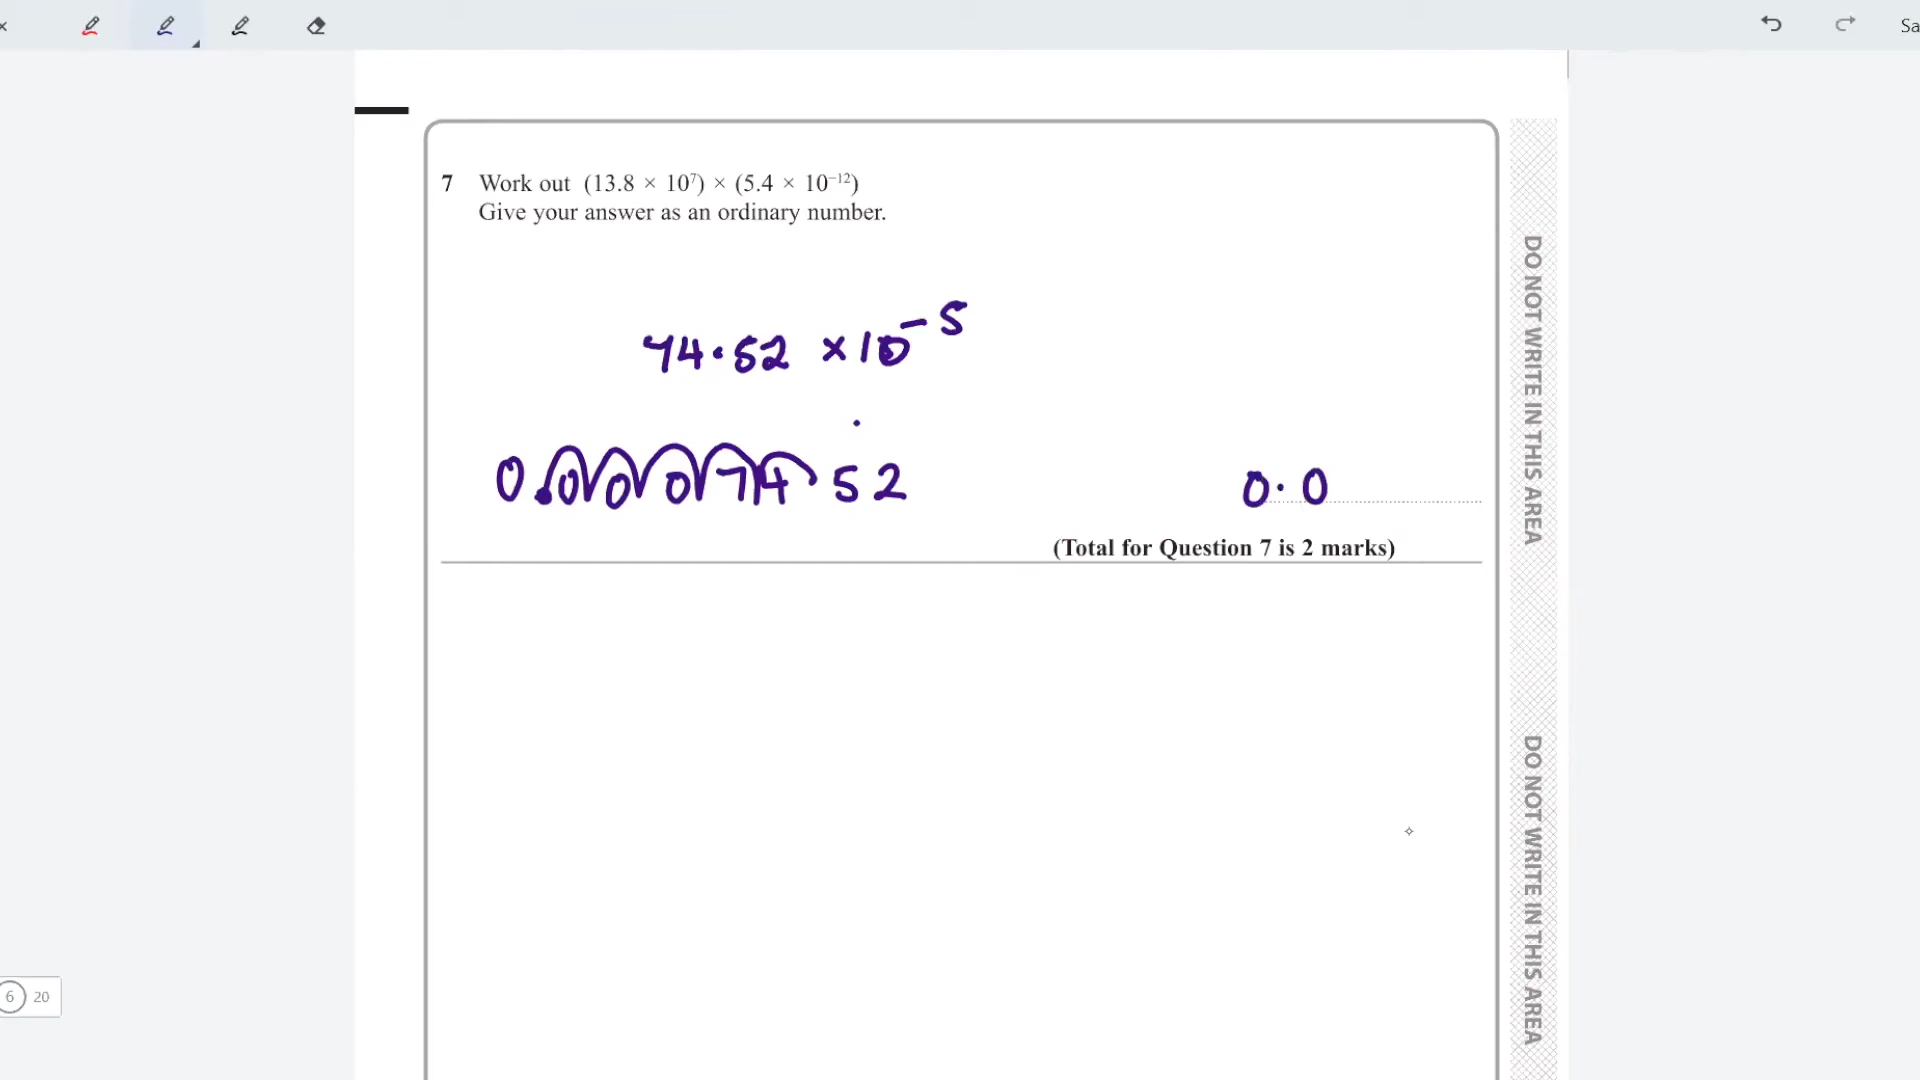 Sa
7 Work out (13.8 × 10⁷) × (5.4 × 10⁻¹²)
Give your answer as an ordinary number.
74.52 × 10⁻⁵
0.0007452
0.0
(Total for Question 7 is 2 marks)
DO NOT WRITE IN THIS AREA
DO NOT WRITE IN THIS AREA
6 20